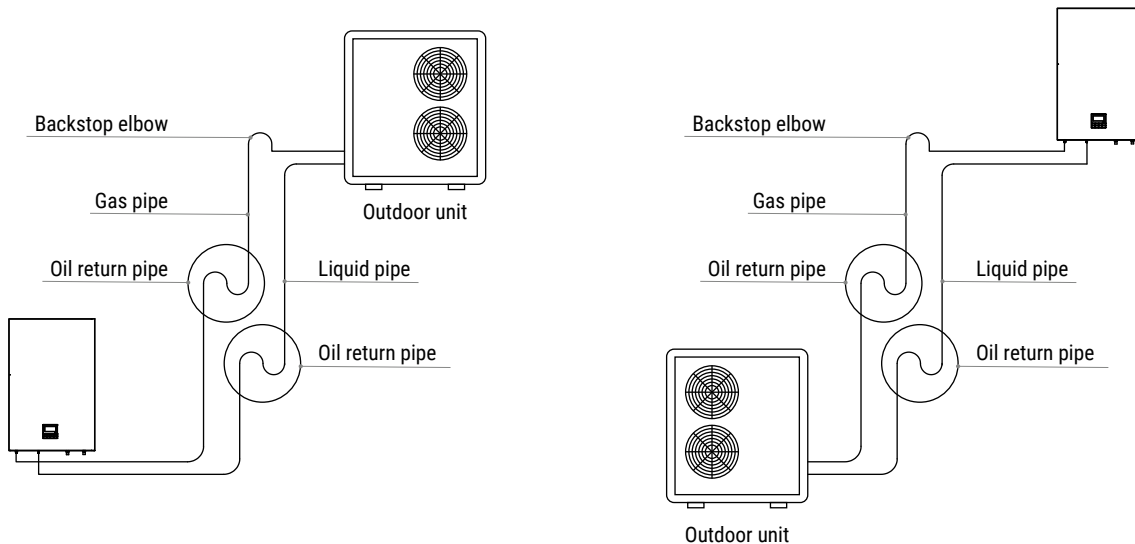 Backstop elbow
Gas pipe
Outdoor unit
Oil return pipe
Liquid pipe
Oil return pipe
Backstop elbow
Gas pipe
Oil return pipe
Liquid pipe
Oil return pipe
Outdoor unit